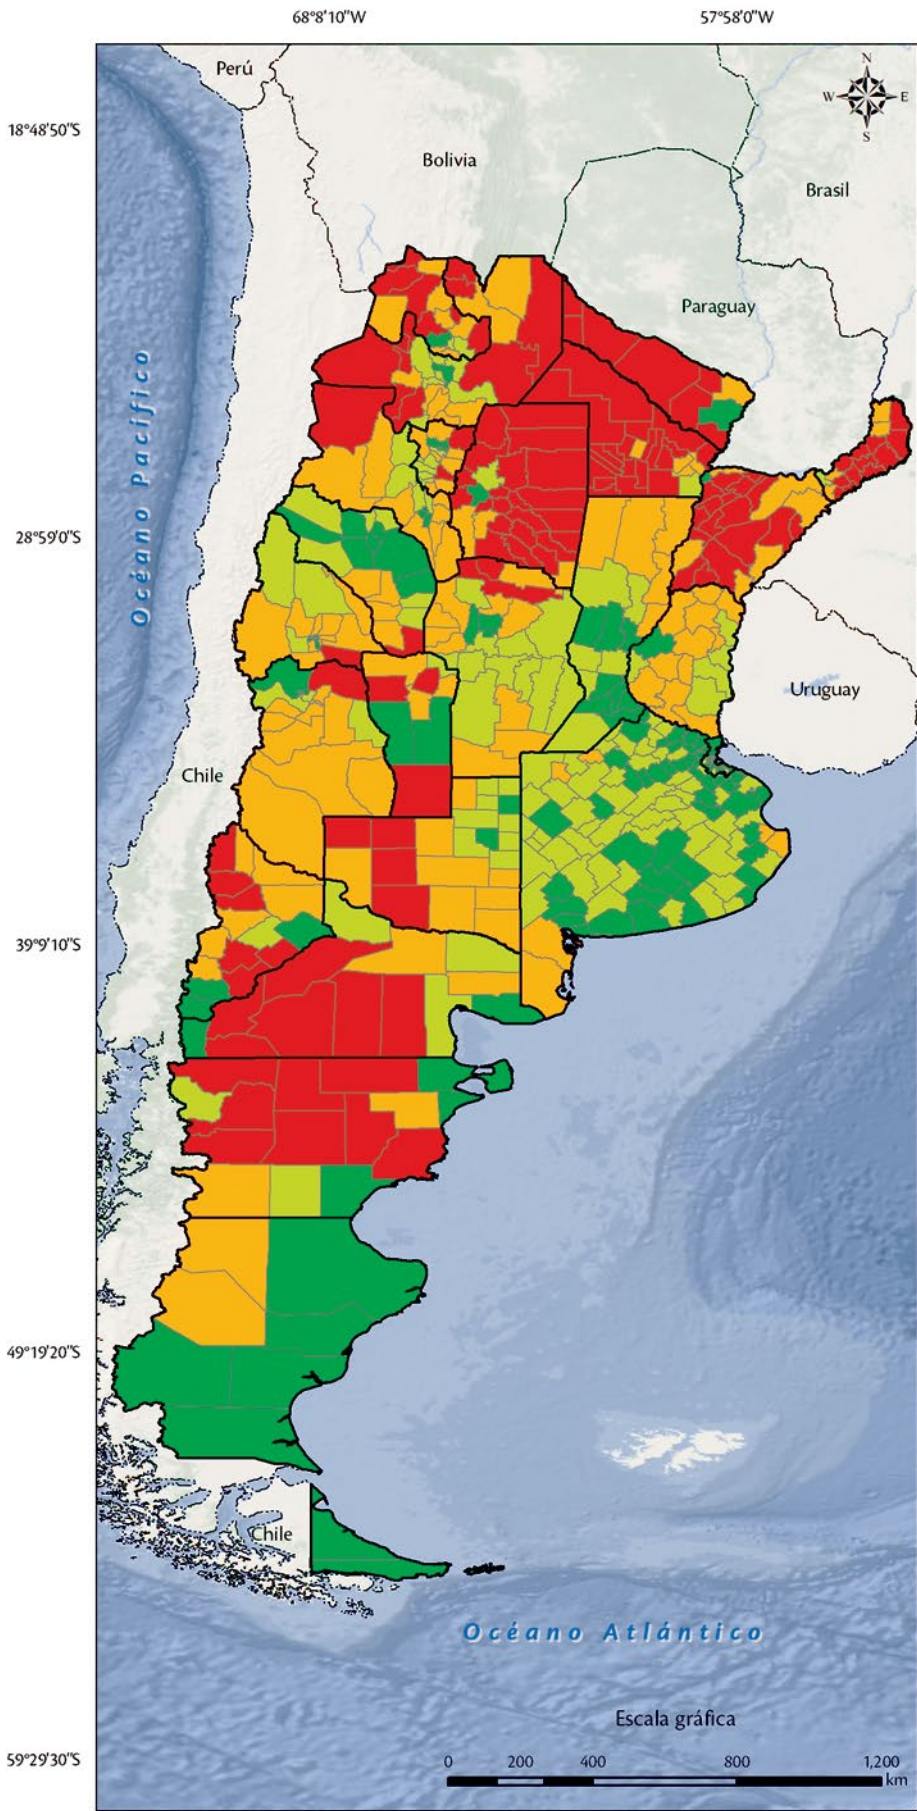 68°8'10"W 57°58'0"W
Perú
N
W E
S
18°48'50"S
Bolivia
Brasil
Paraguay
Océano Pacífico
28°59'0"S
Uruguay
Chile
39°9'10"S
49°19'20"S
Chile
Océano Atlántico
Escala gráfica
59°29'30"S
0 200 400 800 1,200
km